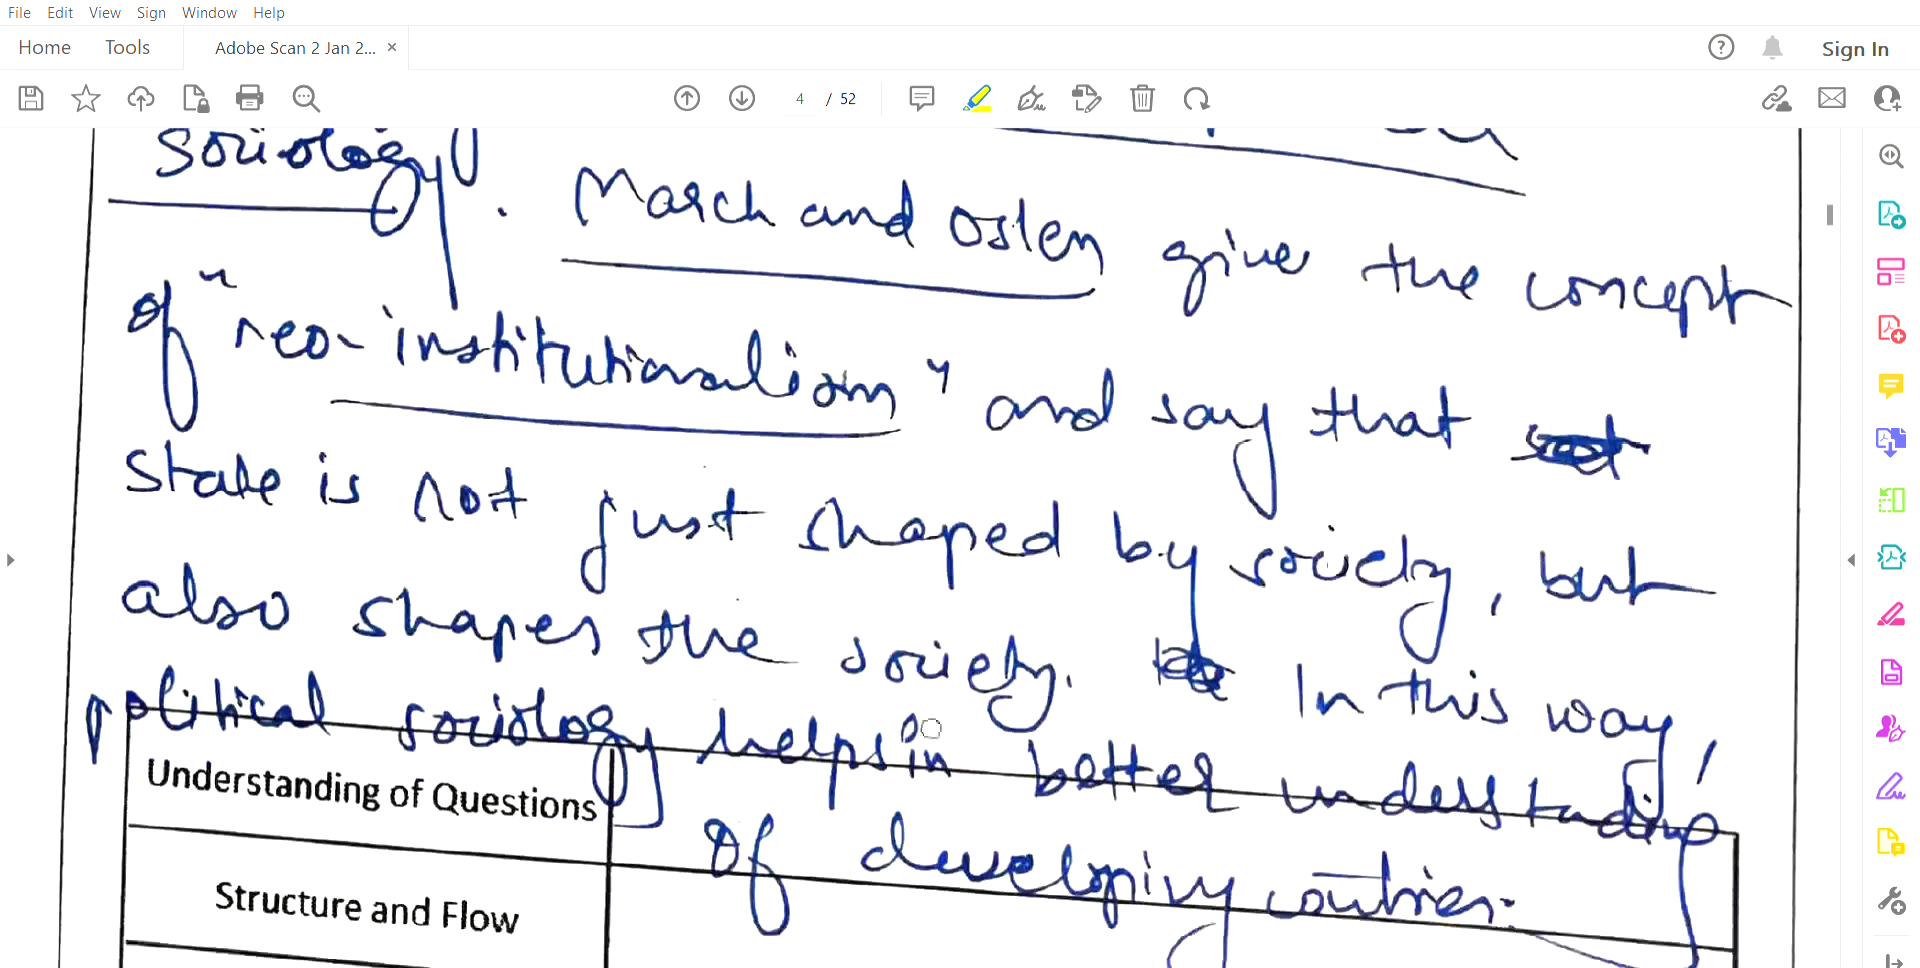 File Edit View Sign Window Help
Home Tools Adobe Scan 2 Jan 2... × Sign In
4 / 52
Sociology.
March and Oslen give the concept
of "neo-institutionalism" and say that
state is not just shaped by society, but
also shapes the society. In this way,
political sociology helps in better understanding
of developing countries.
Understanding of Questions
Structure and Flow